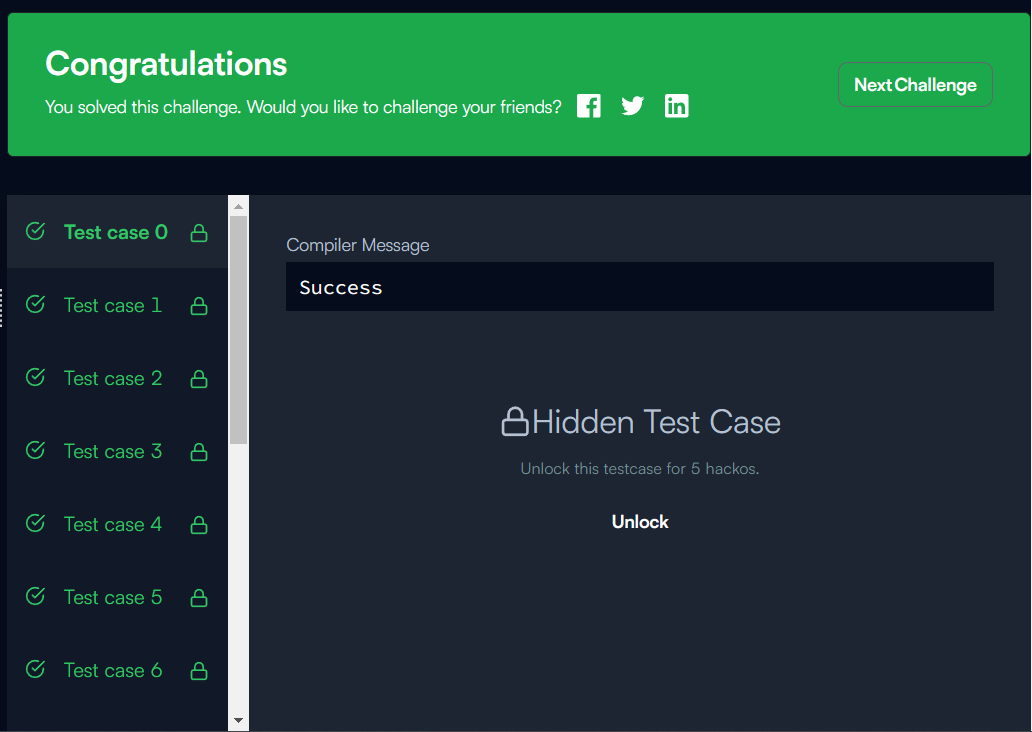 Congratulations
You solved this challenge. Would you like to challenge your friends?
Next Challenge
Test case 0
Test case 1
Test case 2
Test case 3
Test case 4
Test case 5
Test case 6
Compiler Message
Success
Hidden Test Case
Unlock this testcase for 5 hackos.
Unlock